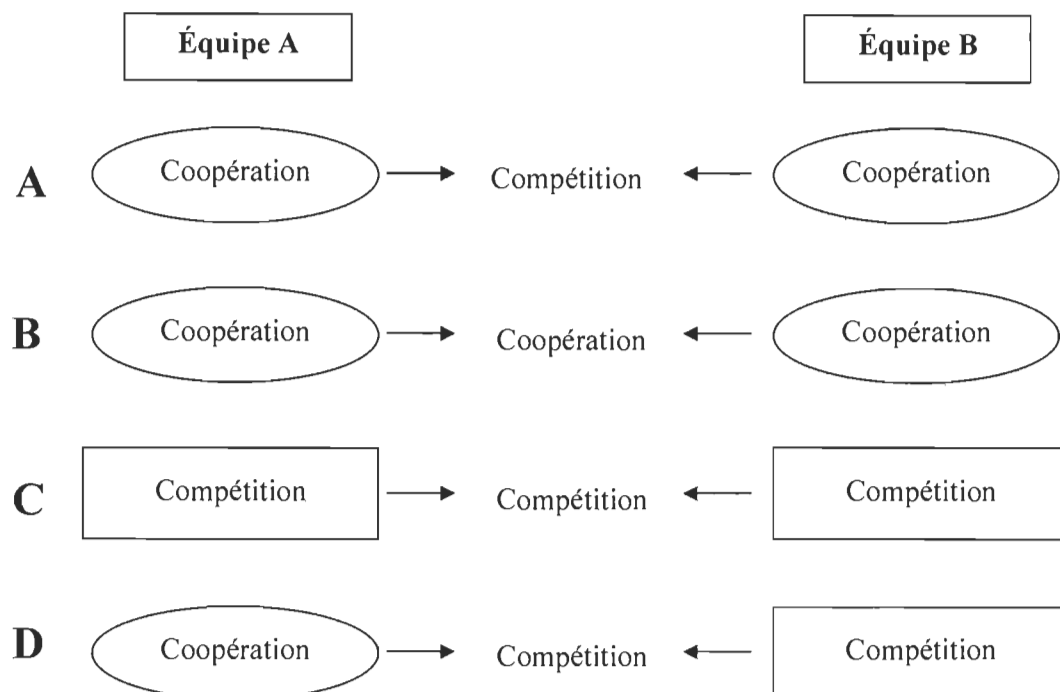 Équipe A
Équipe B
A
Coopération
Compétition
Coopération
B
Coopération
Coopération
Coopération
C
Compétition
Compétition
Compétition
D
Coopération
Compétition
Compétition